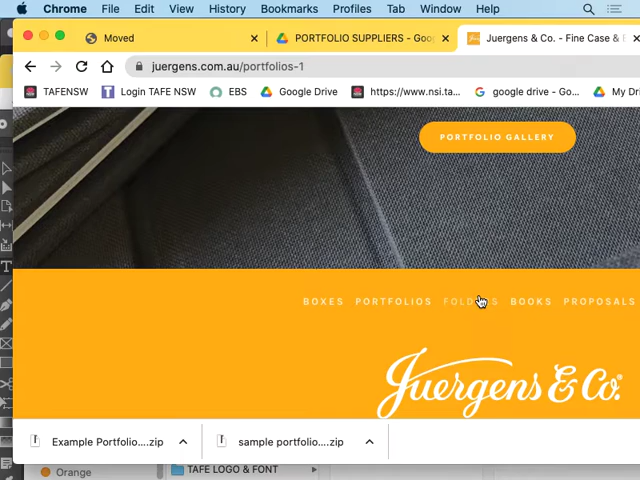 Chrome File Edit View History Bookmarks Profiles Tab Window Help
Moved PORTFOLIO SUPPLIERS - Goo Juergens & Co. - Fine Case &
juergens.com.au/portfolios-1
TAFENSW Login TAFE NSW EBS Google Drive https://www.nsi.ta... google drive - Go... My Dri
PORTFOLIO GALLERY
BOXES PORTFOLIOS FOLDERS BOOKS PROPOSALS
Juergens & Co.®
Example Portfolio....zip sample portfolio....zip
Orange TAFE LOGO & FONT